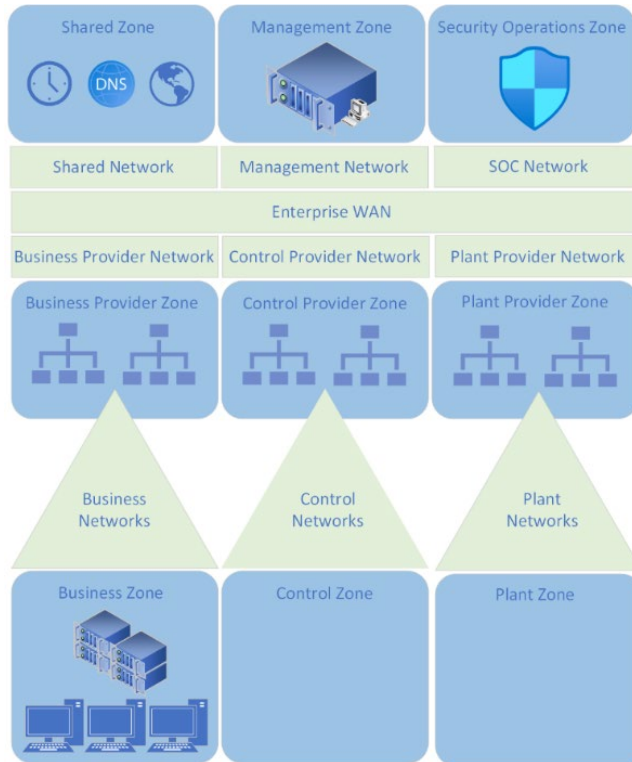 Shared Zone
Management Zone
Security Operations Zone
DNS
Shared Network
Management Network
SOC Network
Enterprise WAN
Business Provider Network
Control Provider Network
Plant Provider Network
Business Provider Zone
Control Provider Zone
Plant Provider Zone
Business
Networks
Control
Networks
Plant
Networks
Business Zone
Control Zone
Plant Zone